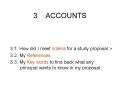 3 ACCOUNTS
3.1. How did I meet criteria for a study proposal >
3.2. My References,
3.3. My Key words to find back what any
principal wants to know in my proposal.